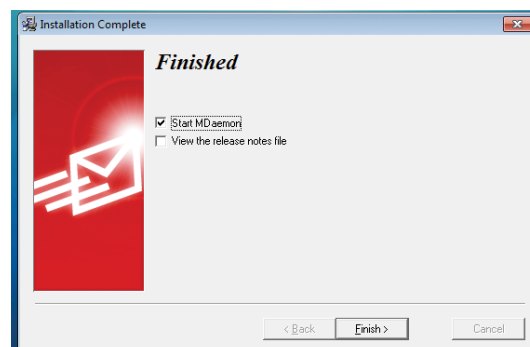 Installation Complete
Finished
Start MDaemon
View the release notes file
< Back
Finish >
Cancel